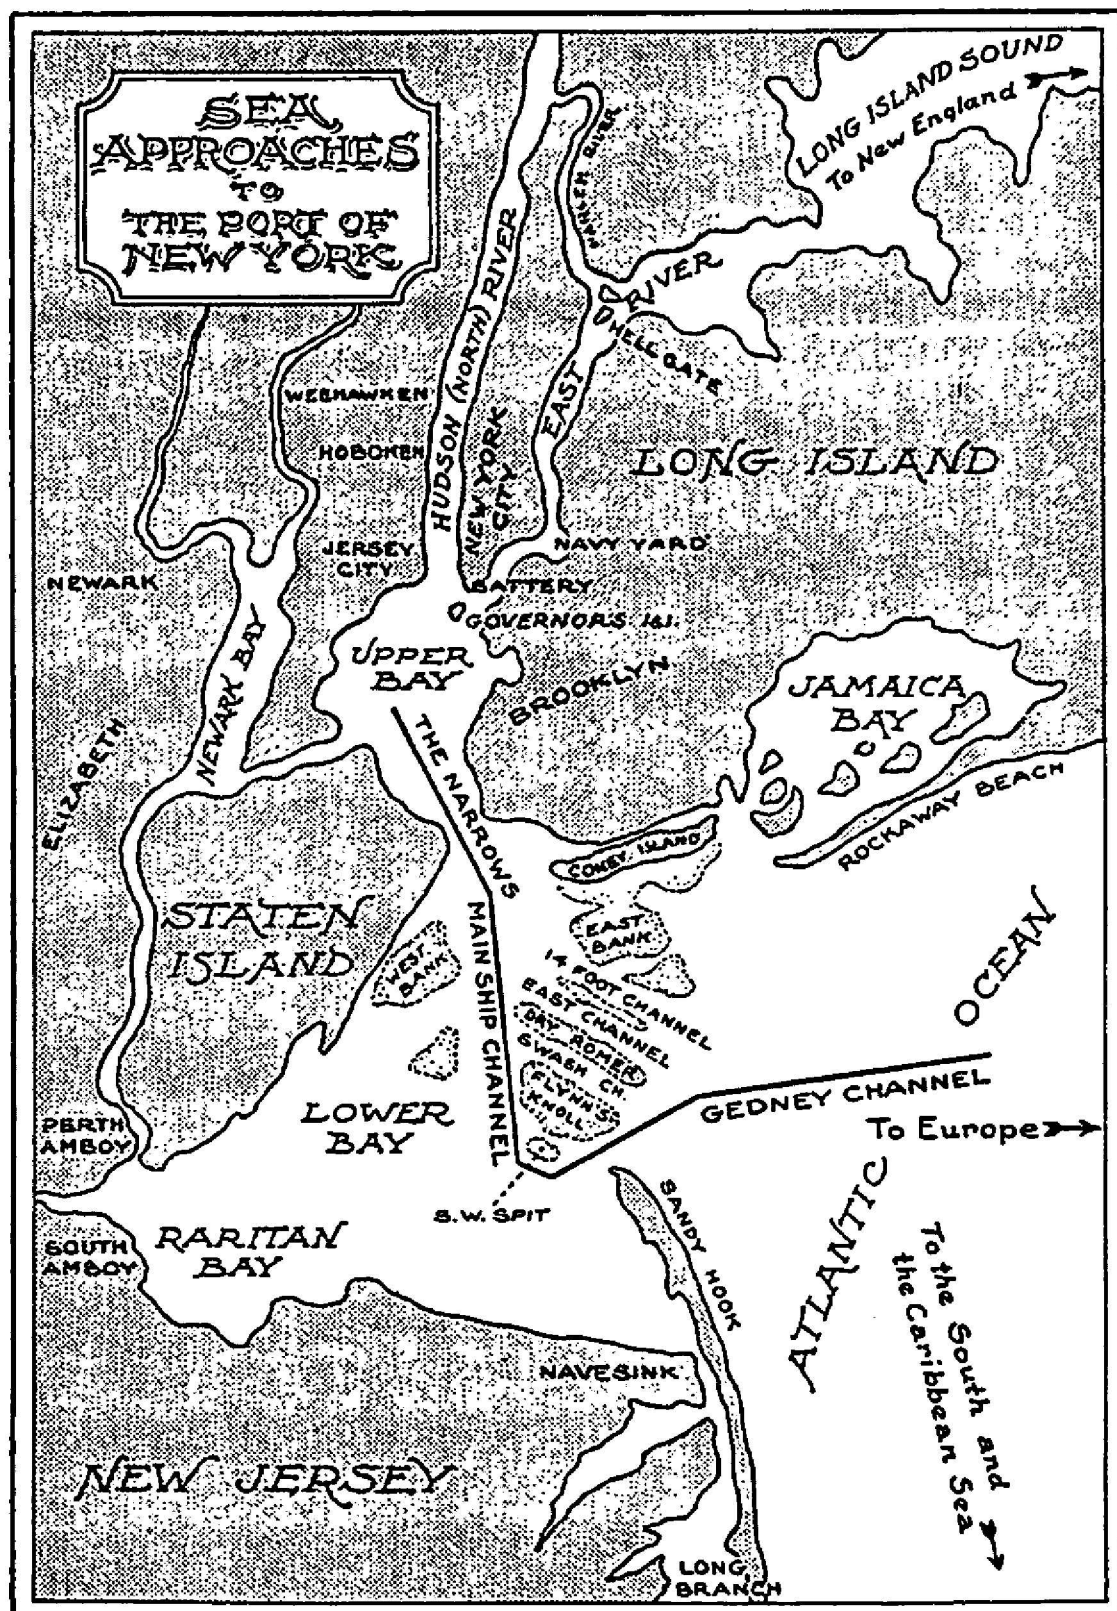 SEA
APPROACHES
TO
THE PORT OF
NEW YORK
LONG ISLAND SOUND
To New England
HARLEM RIVER
HUDSON (NORTH) RIVER
EAST RIVER
HELL GATE
WEEHAWKEN
HOBOKEN
NEW YORK
CITY
LONG ISLAND
JERSEY
CITY
NAVY YARD
NEWARK
BATTERY
GOVERNORS ISL.
UPPER
BAY
BROOKLYN
NEWARK BAY
JAMAICA
BAY
ELIZABETH
THE NARROWS
ROCKAWAY BEACH
CONEY ISLAND
STATEN
ISLAND
WEST
BANK
EAST
BANK
MAIN SHIP CHANNEL
14 FOOT CHANNEL
EAST CHANNEL
DRY ROMER
SWASH CH.
FLYNN'S
KNOLL
ATLANTIC OCEAN
GEDNEY CHANNEL
To Europe
LOWER
BAY
PERTH
AMBOY
S.W. SPIT
SOUTH
AMBOY
RARITAN
BAY
SANDY HOOK
To the South and
the Caribbean Sea
NAVESINK
NEW JERSEY
LONG
BRANCH